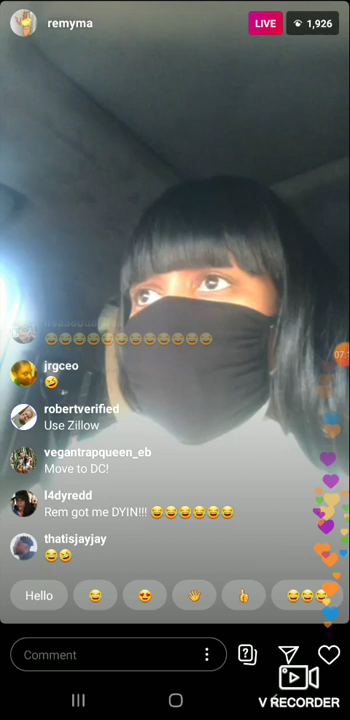 remyma
LIVE
1,926
jrgceo
robertverified
Use Zillow
vegantrapqueen_eb
Move to DC!
l4dyredd
Rem got me DYIN!!!
thatisjayjay
Hello
Comment
V RECORDER